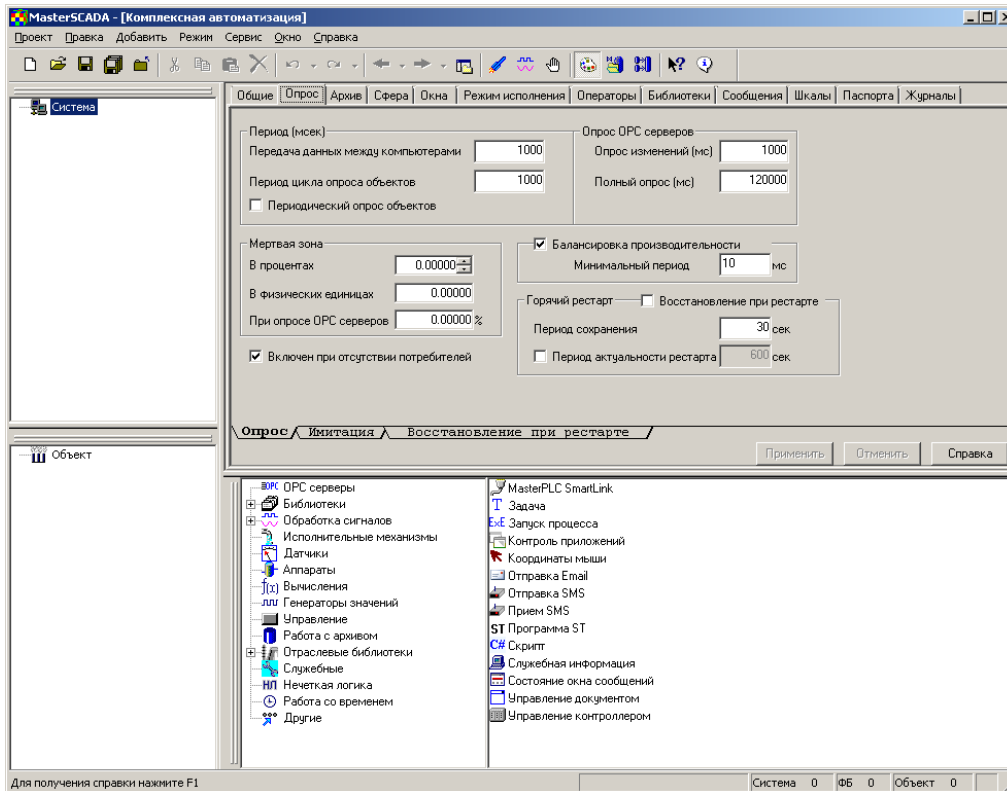 MasterSCADA - [Комплексная автоматизация]
Проект Правка Добавить Режим Сервис Окно Справка
Система
Общие Опрос Архив Сфера Окна Режим исполнения Операторы Библиотеки Сообщения Шкалы Паспорта Журналы
Период (мсек)
Передача данных между компьютерами 1000
Период цикла опроса объектов 1000
Периодический опрос объектов
Опрос OPC серверов
Опрос изменений (мс) 1000
Полный опрос (мс) 120000
Мертвая зона
В процентах 0.00000
В физических единицах 0.00000
При опросе OPC серверов 0.00000 %
Балансировка производительности
Минимальный период 10 мс
Горячий рестарт Восстановление при рестарте
Период сохранения 30 сек
Период актуальности рестарта 600 сек
Включен при отсутствии потребителей
Опрос Имитация Восстановление при рестарте
Применить Отменить Справка
Объект
OPC OPC серверы
Библиотеки
Обработка сигналов
Исполнительные механизмы
Датчики
Аппараты
f(x) Вычисления
Генераторы значений
Управление
Работа с архивом
Отраслевые библиотеки
Служебные
НЛ Нечеткая логика
Работа со временем
Другие
MasterPLC SmartLink
T Задача
ExE Запуск процесса
Контроль приложений
Координаты мыши
Отправка Email
Отправка SMS
Прием SMS
ST Программа ST
C# Скрипт
Служебная информация
Состояние окна сообщений
Управление документом
Управление контроллером
Для получения справки нажмите F1
Система 0 ФБ 0 Объект 0